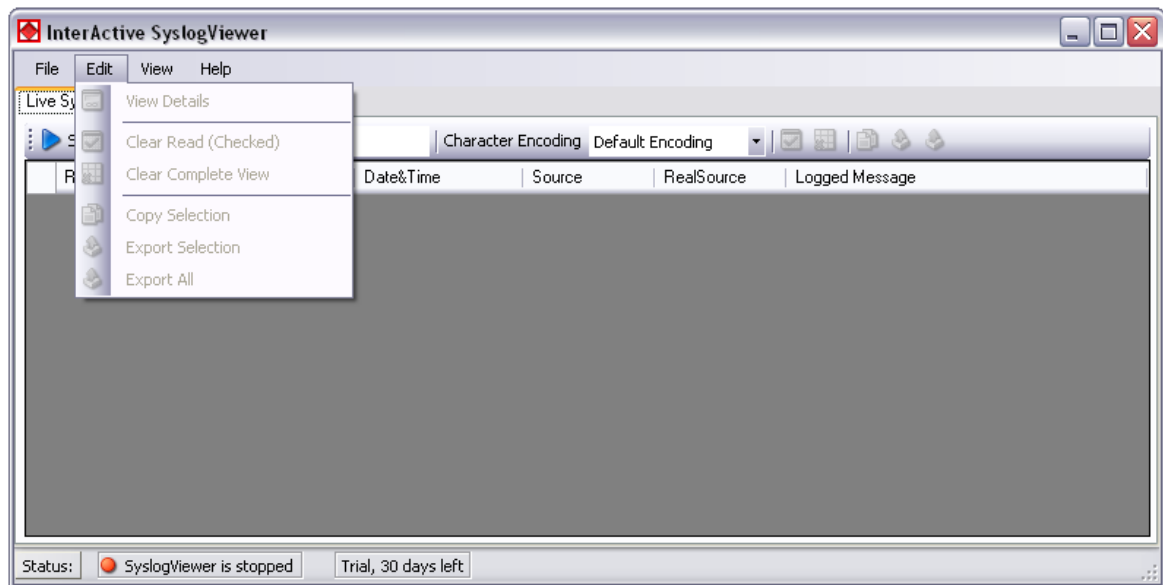 InterActive SyslogViewer
File Edit View Help
Live Sy
View Details
Clear Read (Checked)
Clear Complete View
Copy Selection
Export Selection
Export All
S Character Encoding Default Encoding
R Date&Time Source RealSource Logged Message
Status: SyslogViewer is stopped Trial, 30 days left